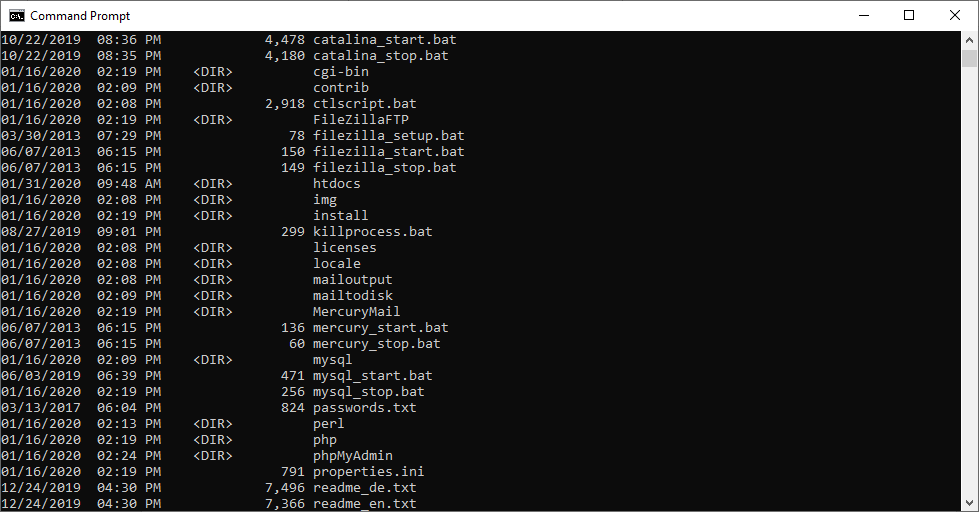 Command Prompt
10/22/2019  08:36 PM             4,478 catalina_start.bat
10/22/2019  08:35 PM             4,180 catalina_stop.bat
01/16/2020  02:19 PM    <DIR>          cgi-bin
01/16/2020  02:09 PM    <DIR>          contrib
01/16/2020  02:08 PM             2,918 ctlscript.bat
01/16/2020  02:19 PM    <DIR>          FileZillaFTP
03/30/2013  07:29 PM                78 filezilla_setup.bat
06/07/2013  06:15 PM               150 filezilla_start.bat
06/07/2013  06:15 PM               149 filezilla_stop.bat
01/31/2020  09:48 AM    <DIR>          htdocs
01/16/2020  02:08 PM    <DIR>          img
01/16/2020  02:19 PM    <DIR>          install
08/27/2019  09:01 PM               299 killprocess.bat
01/16/2020  02:08 PM    <DIR>          licenses
01/16/2020  02:08 PM    <DIR>          locale
01/16/2020  02:08 PM    <DIR>          mailoutput
01/16/2020  02:09 PM    <DIR>          mailtodisk
01/16/2020  02:19 PM    <DIR>          MercuryMail
06/07/2013  06:15 PM               136 mercury_start.bat
06/07/2013  06:15 PM                60 mercury_stop.bat
01/16/2020  02:09 PM    <DIR>          mysql
06/03/2019  06:39 PM               471 mysql_start.bat
01/16/2020  02:19 PM               256 mysql_stop.bat
03/13/2017  06:04 PM               824 passwords.txt
01/16/2020  02:13 PM    <DIR>          perl
01/16/2020  02:19 PM    <DIR>          php
01/16/2020  02:24 PM    <DIR>          phpMyAdmin
01/16/2020  02:19 PM               791 properties.ini
12/24/2019  04:30 PM             7,496 readme_de.txt
12/24/2019  04:30 PM             7,366 readme_en.txt